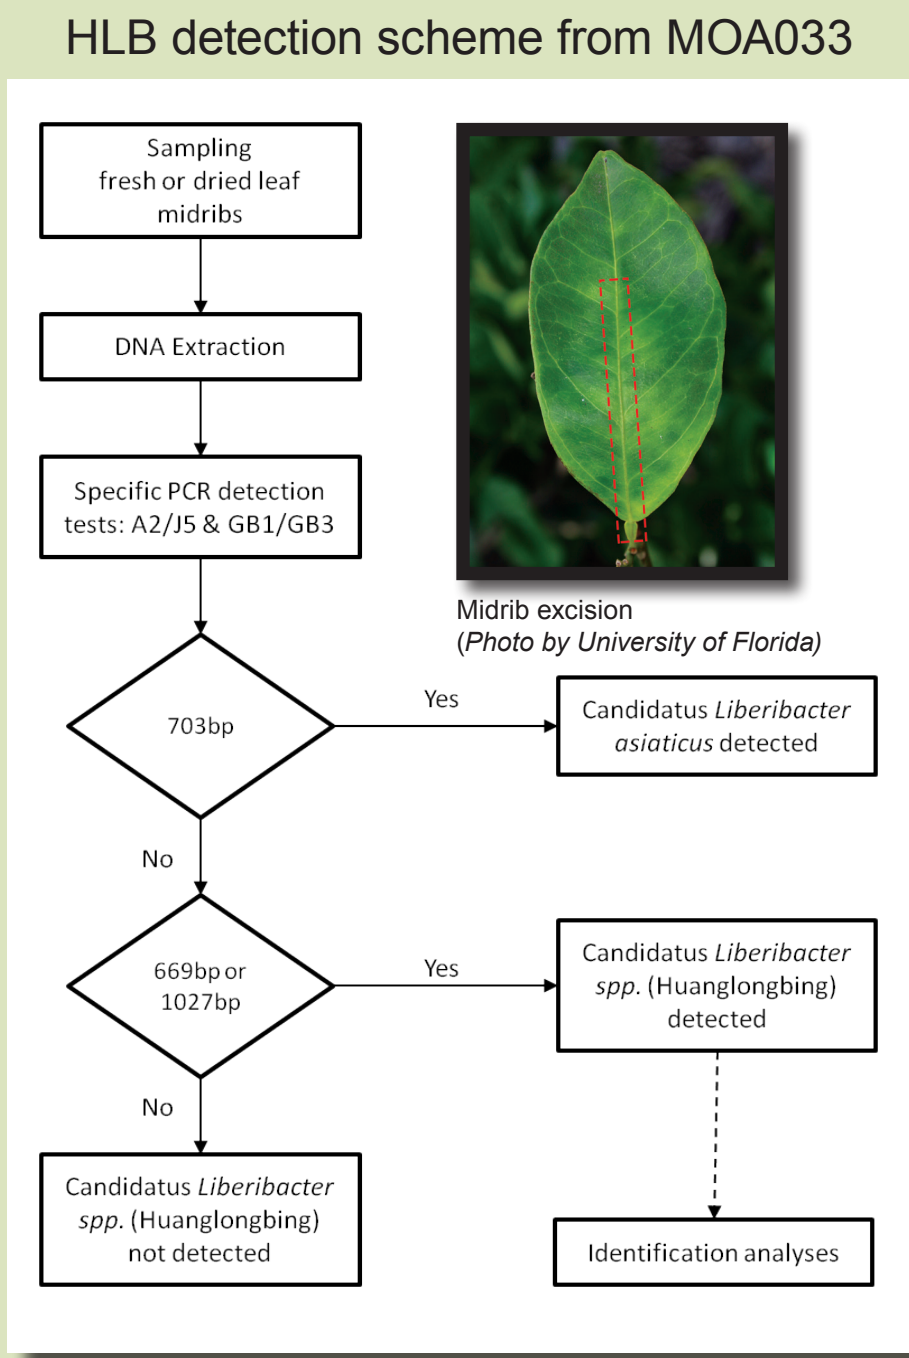 HLB detection scheme from MOA033
Sampling
fresh or dried leaf
midribs
DNA Extraction
Specific PCR detection
tests: A2/J5 & GB1/GB3
Midrib excision
(Photo by University of Florida)
703bp
Yes
Candidatus Liberibacter
asiaticus detected
No
669bp or
1027bp
Yes
Candidatus Liberibacter
spp. (Huanglongbing)
detected
No
Candidatus Liberibacter
spp. (Huanglongbing)
not detected
Identification analyses